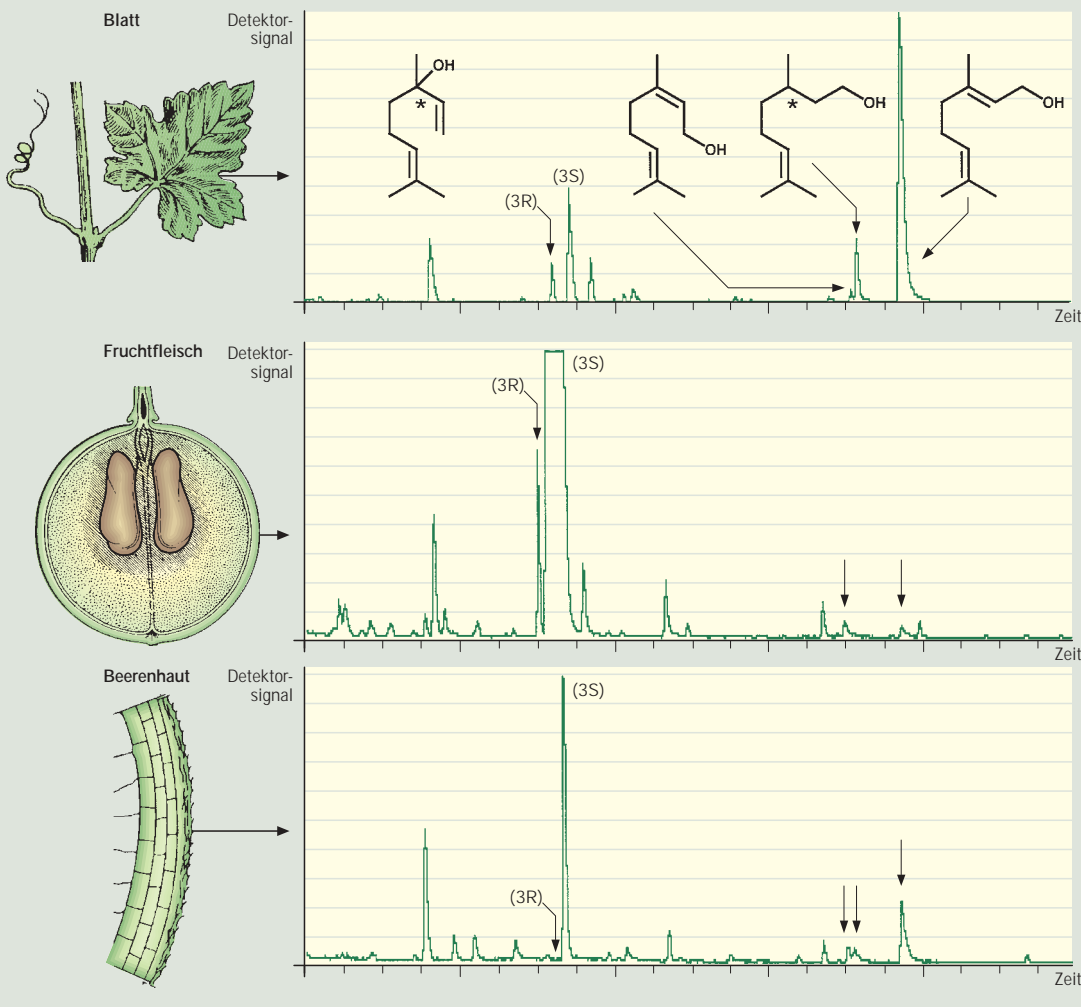 Blatt
Detektor-
signal
OH
*
(3R)
(3S)
OH
*
OH
OH
Zeit
Fruchtfleisch
Detektor-
signal
(3R)
(3S)
Zeit
Beerenhaut
Detektor-
signal
(3S)
(3R)
Zeit